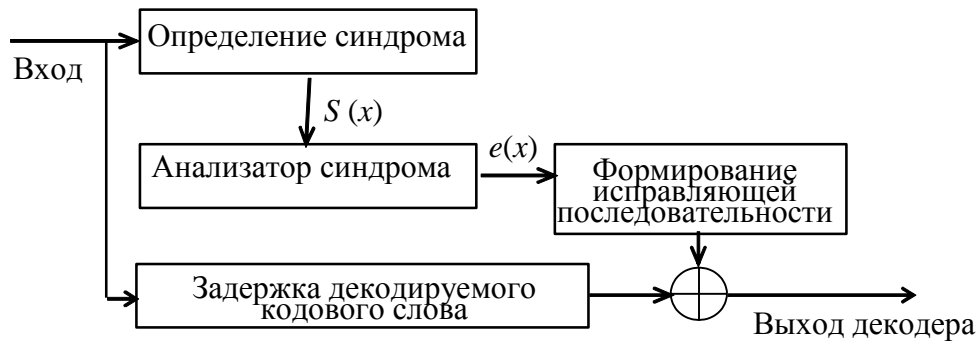 Определение синдрома
Вход
S (x)
Анализатор синдрома
e(x)
Формирование
исправляющей
последовательности
Задержка декодируемого
кодового слова
Выход декодера